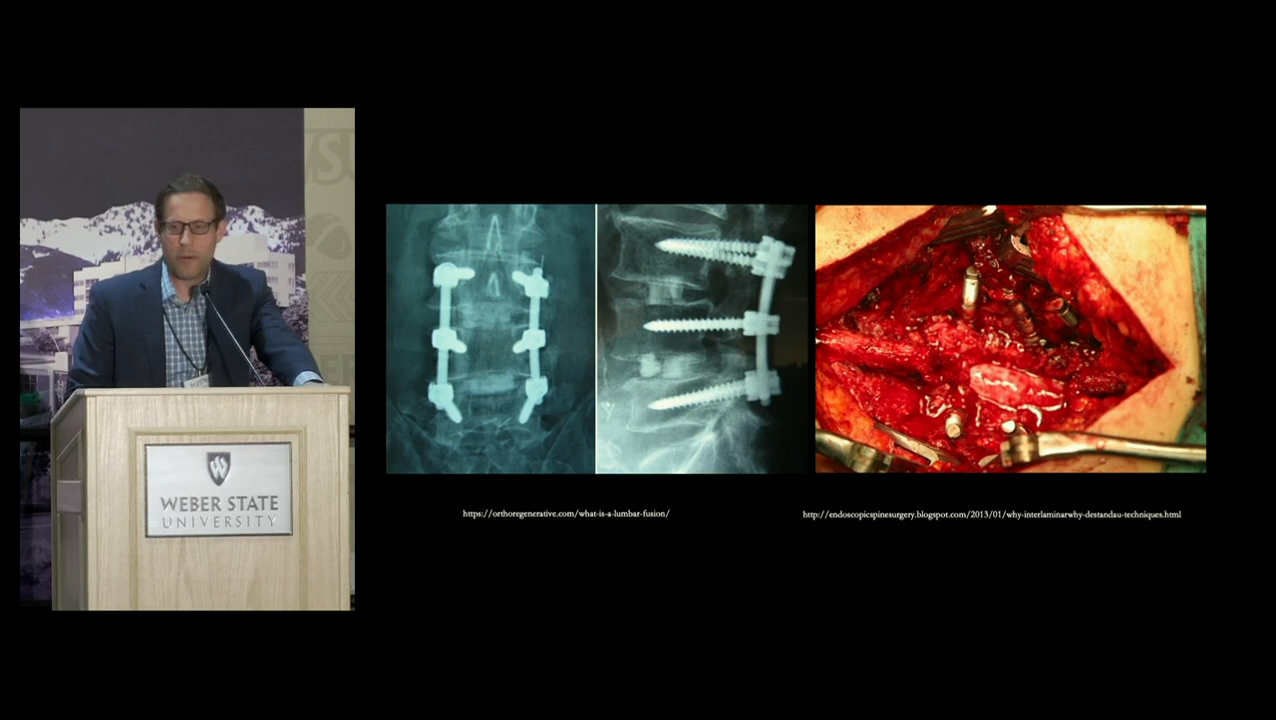 WEBER STATE
UNIVERSITY
https://orthoregenerative.com/what-is-a-lumbar-fusion/
http://endoscopicspinesurgery.blogspot.com/2013/01/why-interlaminarwhy-destandau-techniques.html